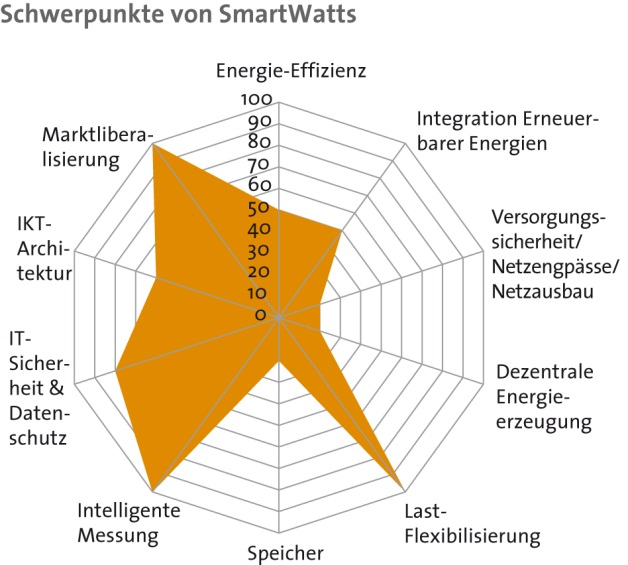 Schwerpunkte von SmartWatts
Energie-Effizienz
Integration Erneuer-
barer Energien
Versorgungs-
sicherheit/
Netzengpässe/
Netzausbau
Dezentrale
Energie-
erzeugung
Last-
Flexibilisierung
Speicher
Intelligente
Messung
IT-
Sicher-
heit &
Daten-
schutz
IKT-
Archi-
tektur
Marktlibera-
lisierung
100
90
80
70
60
50
40
30
20
10
0